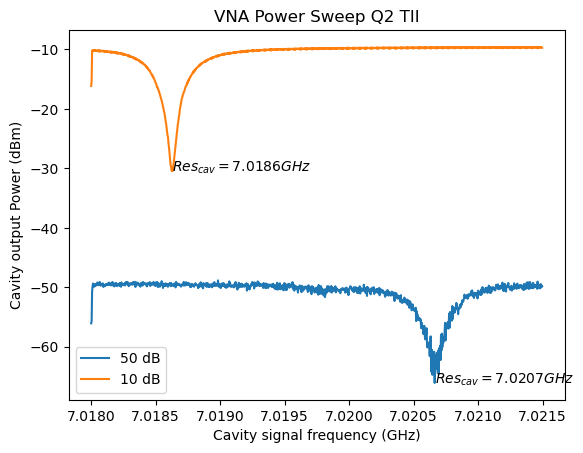 VNA Power Sweep Q2 TII
Cavity output Power (dBm)
−10
−20
−30
−40
−50
−60
Res_cav = 7.0186GHz
Res_cav = 7.0207GHz
50 dB
10 dB
7.0180 7.0185 7.0190 7.0195 7.0200 7.0205 7.0210 7.0215
Cavity signal frequency (GHz)